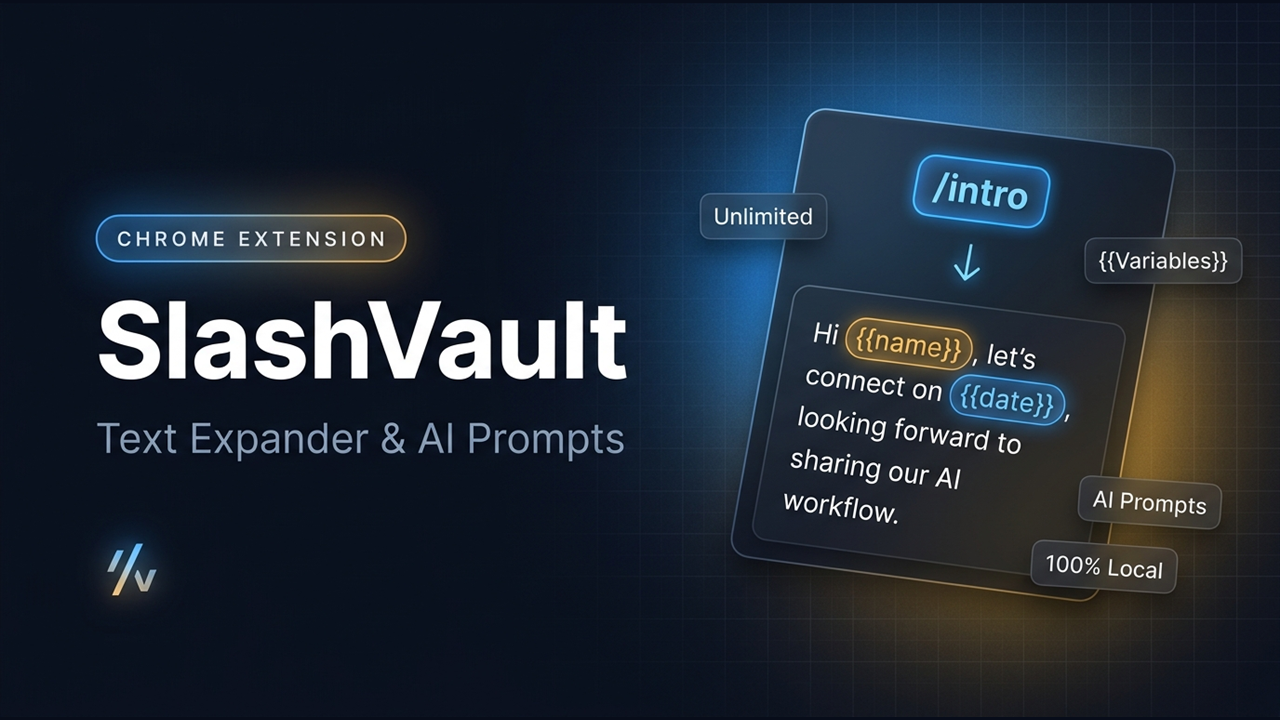 CHROME EXTENSION
SlashVault
Text Expander & AI Prompts
/intro
Unlimited
{{Variables}}
Hi {{name}}, let’s
connect on {{date}},
looking forward to
sharing our AI
workflow.
AI Prompts
100% Local